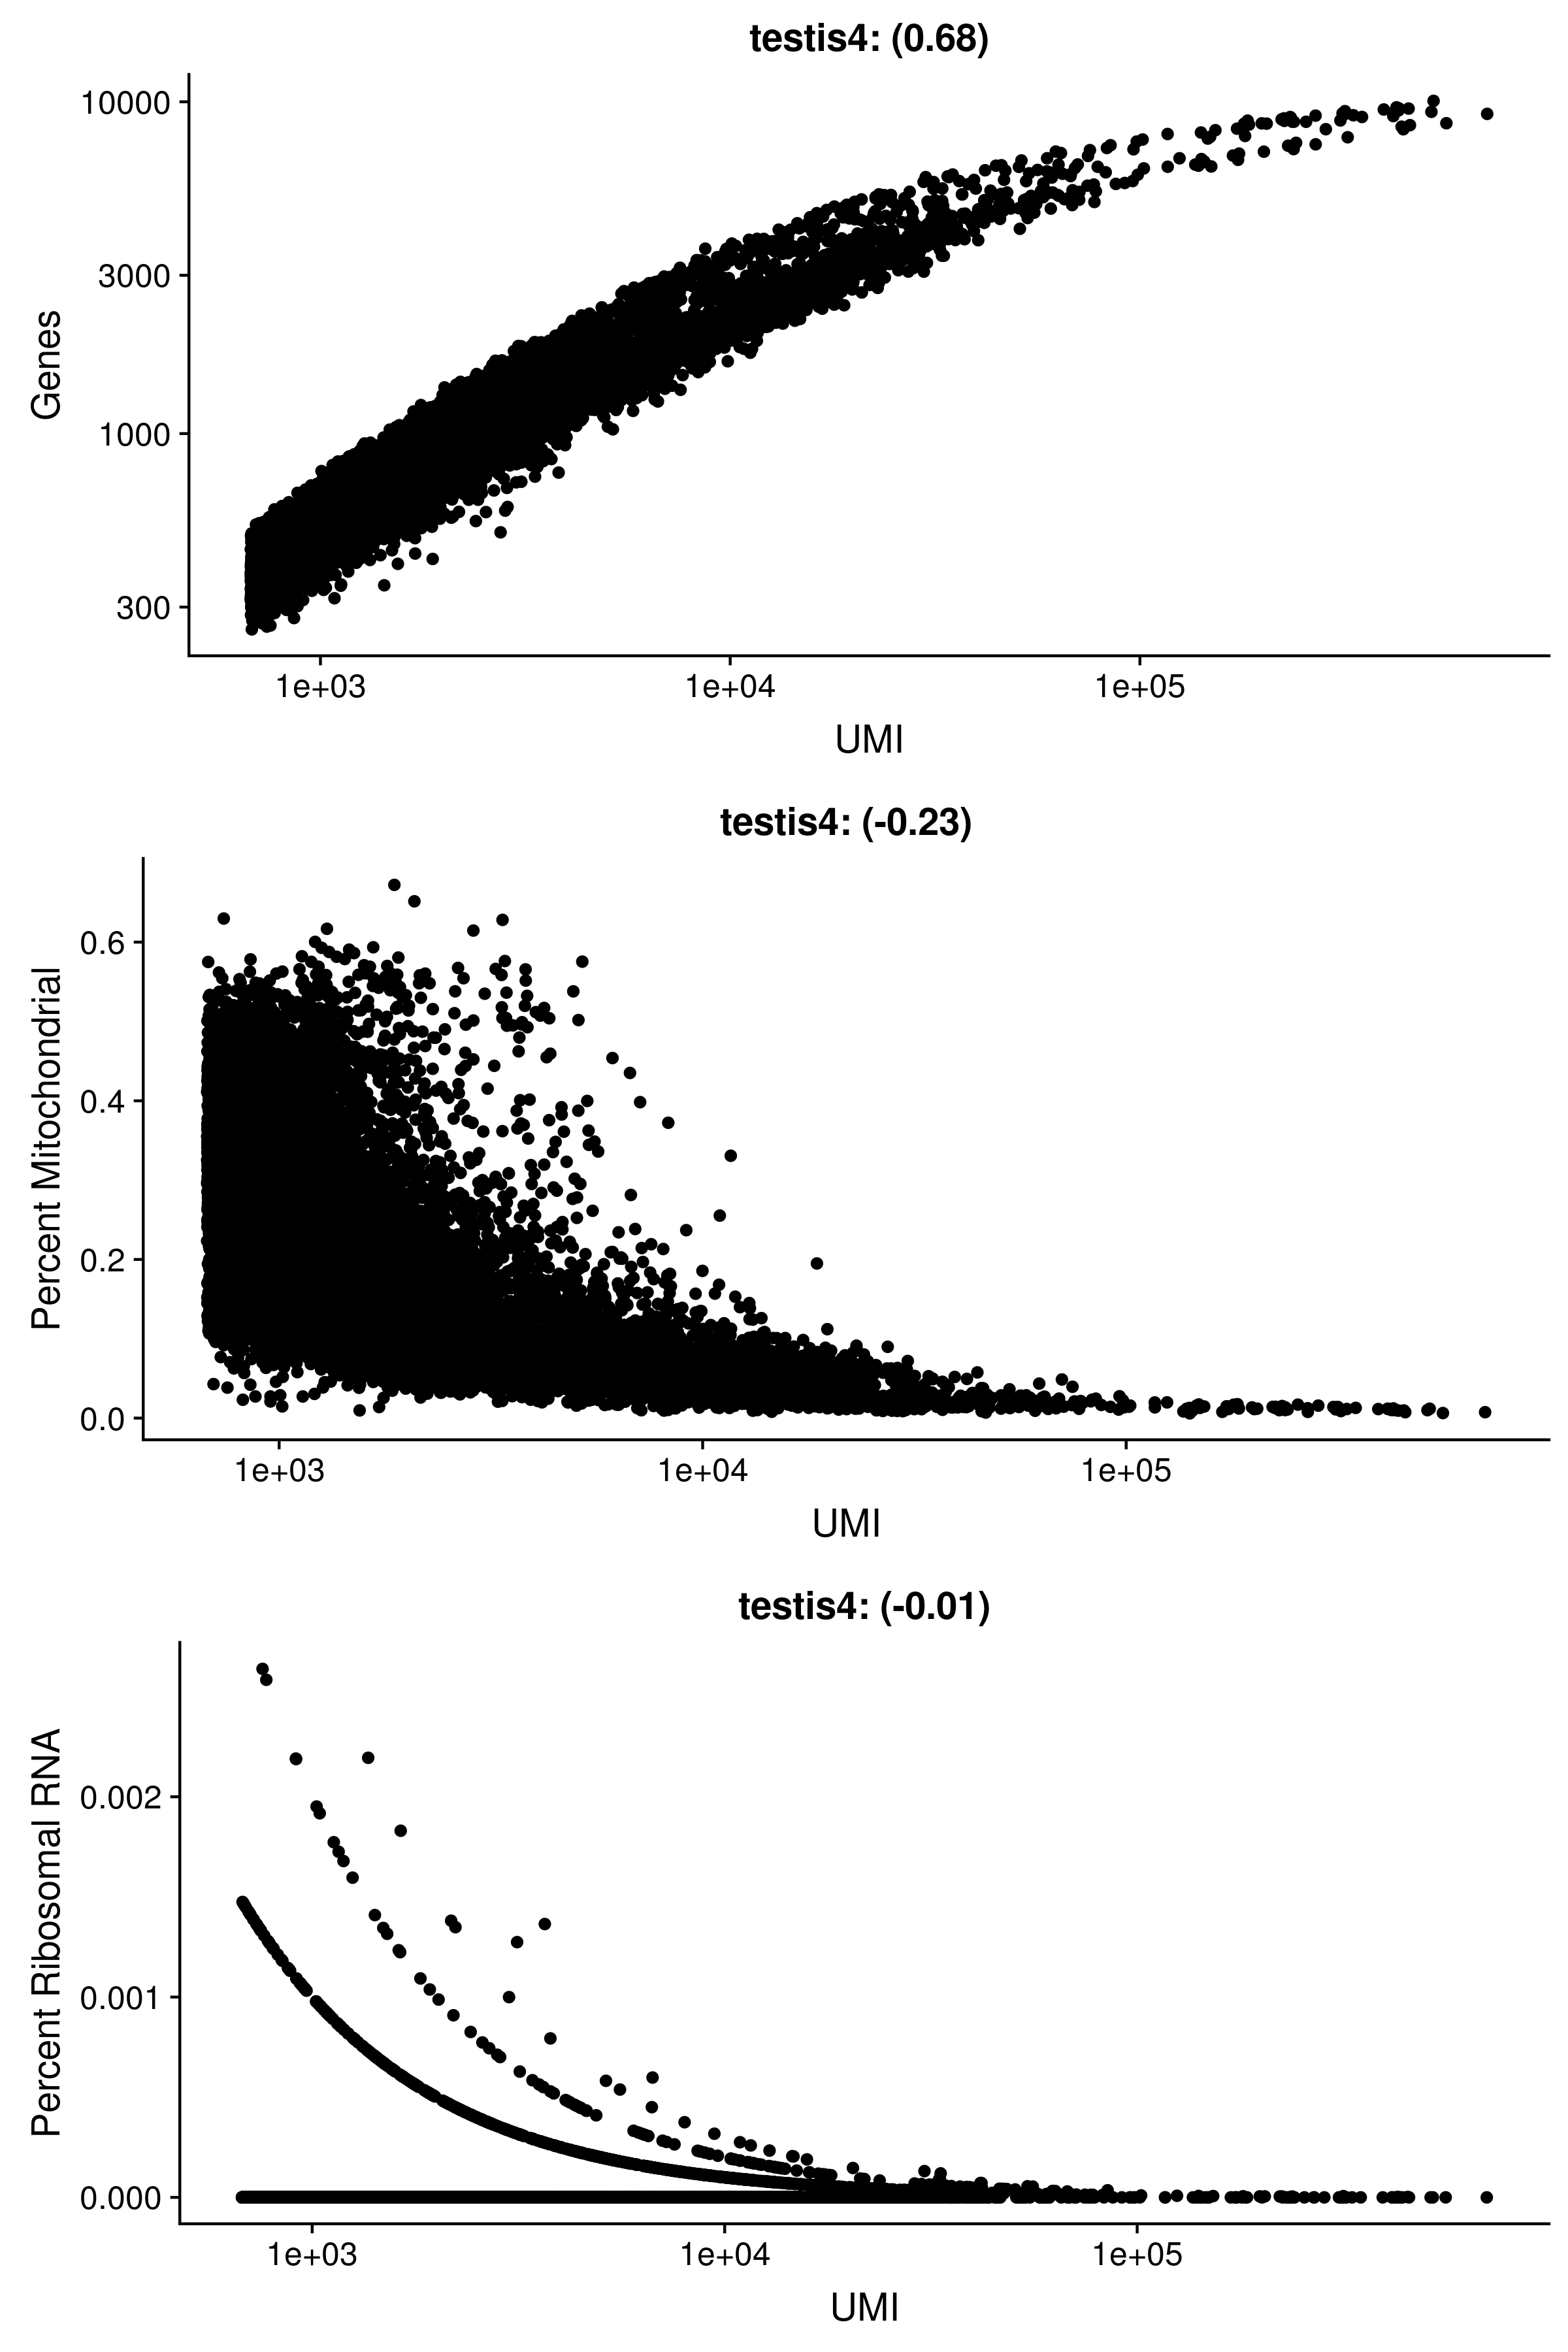 testis4: (0.68)
10000
3000
1000
300
Genes
1e+03 1e+04 1e+05
UMI
testis4: (-0.23)
0.6
0.4
0.2
0.0
Percent Mitochondrial
1e+03 1e+04 1e+05
UMI
testis4: (-0.01)
0.002
0.001
0.000
Percent Ribosomal RNA
1e+03 1e+04 1e+05
UMI